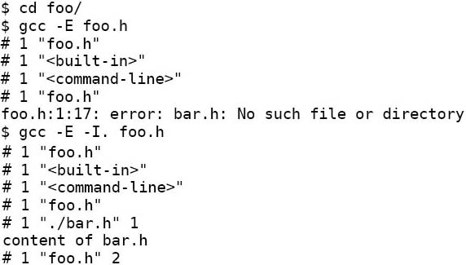 $ cd foo/
$ gcc -E foo.h
# 1 "foo.h"
# 1 "<built-in>"
# 1 "<command-line>"
# 1 "foo.h"
foo.h:1:17: error: bar.h: No such file or directory
$ gcc -E -I. foo.h
# 1 "foo.h"
# 1 "<built-in>"
# 1 "<command-line>"
# 1 "foo.h"
# 1 "./bar.h" 1
content of bar.h
# 1 "foo.h" 2